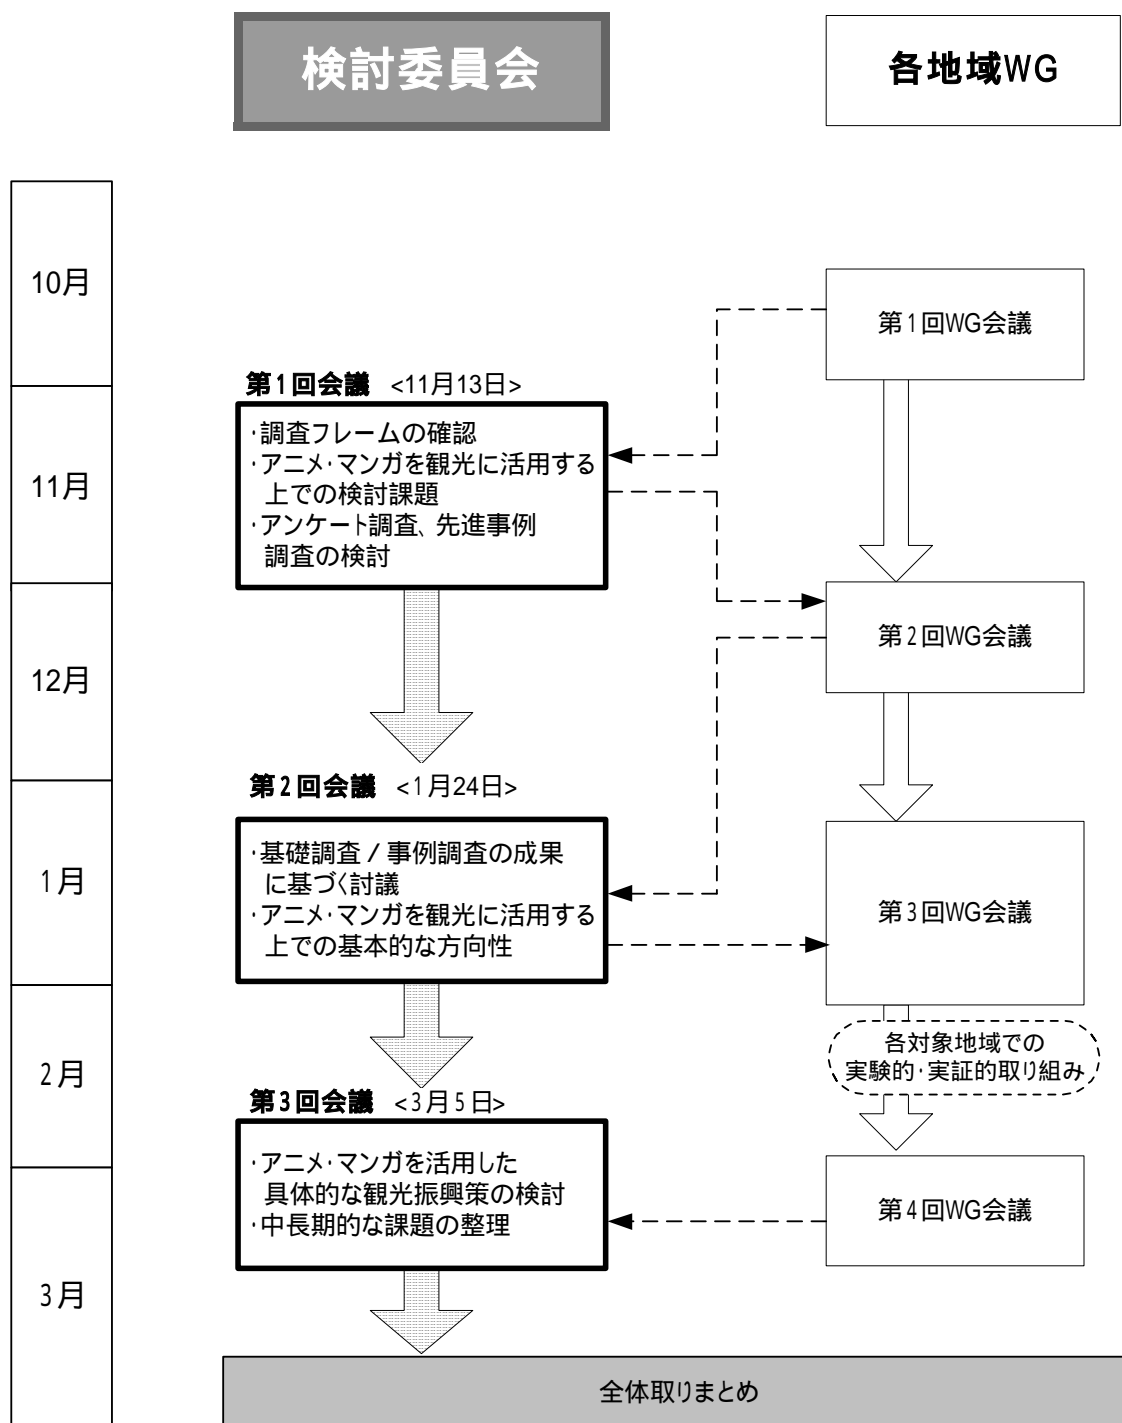 検討委員会
各地域WG
10月
11月
12月
1月
2月
3月
第1回会議 <11月13日>
・調査フレームの確認
・アニメ・マンガを観光に活用する
上での検討課題
・アンケート調査、先進事例
調査の検討
第2回会議 <1月24日>
・基礎調査/事例調査の成果
に基づく討議
・アニメ・マンガを観光に活用する
上での基本的な方向性
第3回会議 <3月5日>
・アニメ・マンガを活用した
具体的な観光振興策の検討
・中長期的な課題の整理
第1回WG会議
第2回WG会議
第3回WG会議
各対象地域での
実験的・実証的取り組み
第4回WG会議
全体取りまとめ